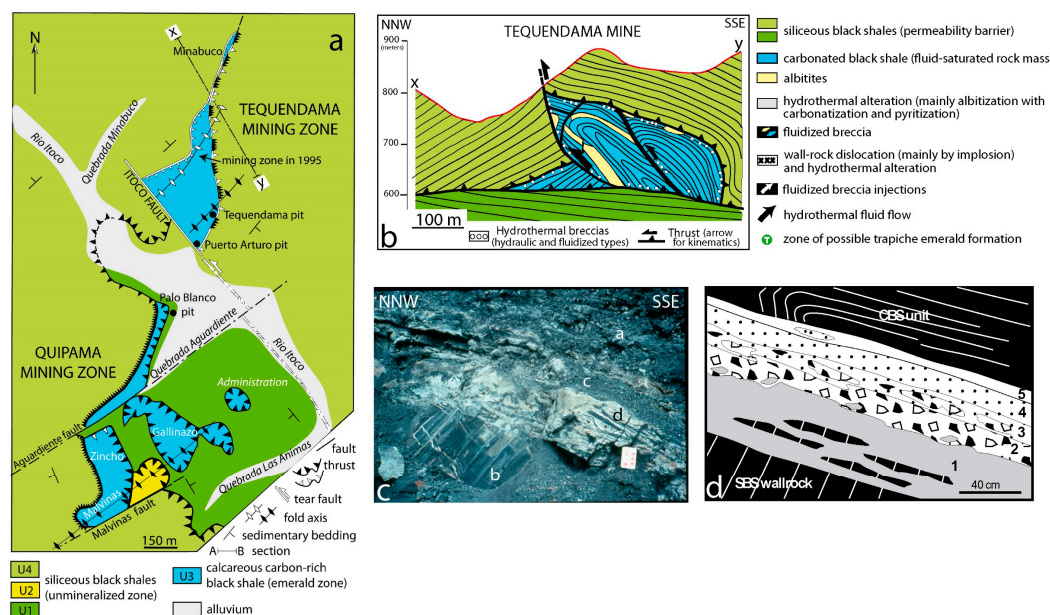 a
N
x
Minabuco
TEQUENDAMA
MINING ZONE
Rio Itoco
Quebrada Minabuco
mining zone in 1995
ITOCO FAULT
y
Tequendama pit
Puerto Arturo pit
Palo Blanco
pit
Quebrada Aguardiente
Rio Itoco
QUIPAMA
MINING ZONE
Administration
Gallinazo
Aguardiente fault
Zincho
Quebrada Las Animas
Malvinas
Malvinas fault
150 m
fault
thrust
tear fault
fold axis
sedimentary bedding
A B section
U4
U2
U1
siliceous black shales
(unmineralized zone)
U3
calcareous carbon-rich
black shale (emerald zone)
alluvium
NNW
TEQUENDAMA MINE
SSE
900
(meters)
800
700
600
x
y
100 m
b
Hydrothermal breccias
(hydraulic and fluidized types)
Thrust (arrow
for kinematics)
siliceous black shales (permeability barrier)
carbonated black shale (fluid-saturated rock mass
albitites
hydrothermal alteration (mainly albitization with
carbonatization and pyritization)
fluidized breccia
wall-rock dislocation (mainly by implosion)
and hydrothermal alteration
fluidized breccia injections
hydrothermal fluid flow
T zone of possible trapiche emerald formation
NNW
SSE
a
c
d
b
c
CBS unit
5
4
3
2
1
SBS wallrock
40 cm
d